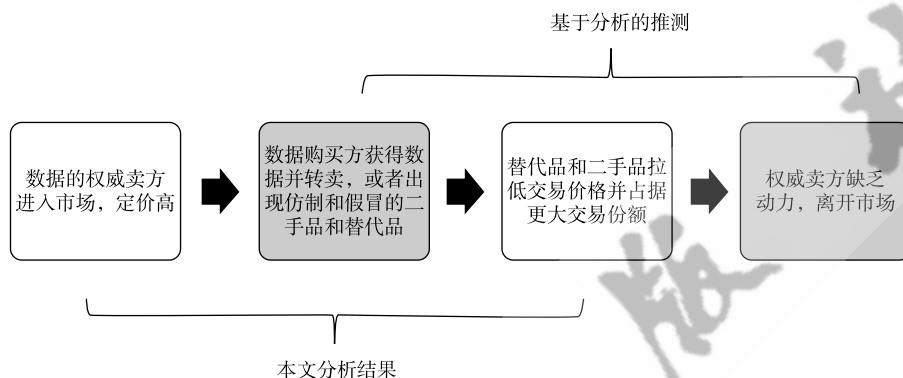 基于分析的推测
数据的权威卖方
进入市场，定价高
数据购买方获得数
据并转卖，或者出
现仿制和假冒的二
手品和替代品
替代品和二手品拉
低交易价格并占据
更大交易份额
权威卖方缺乏
动力，离开市场
本文分析结果